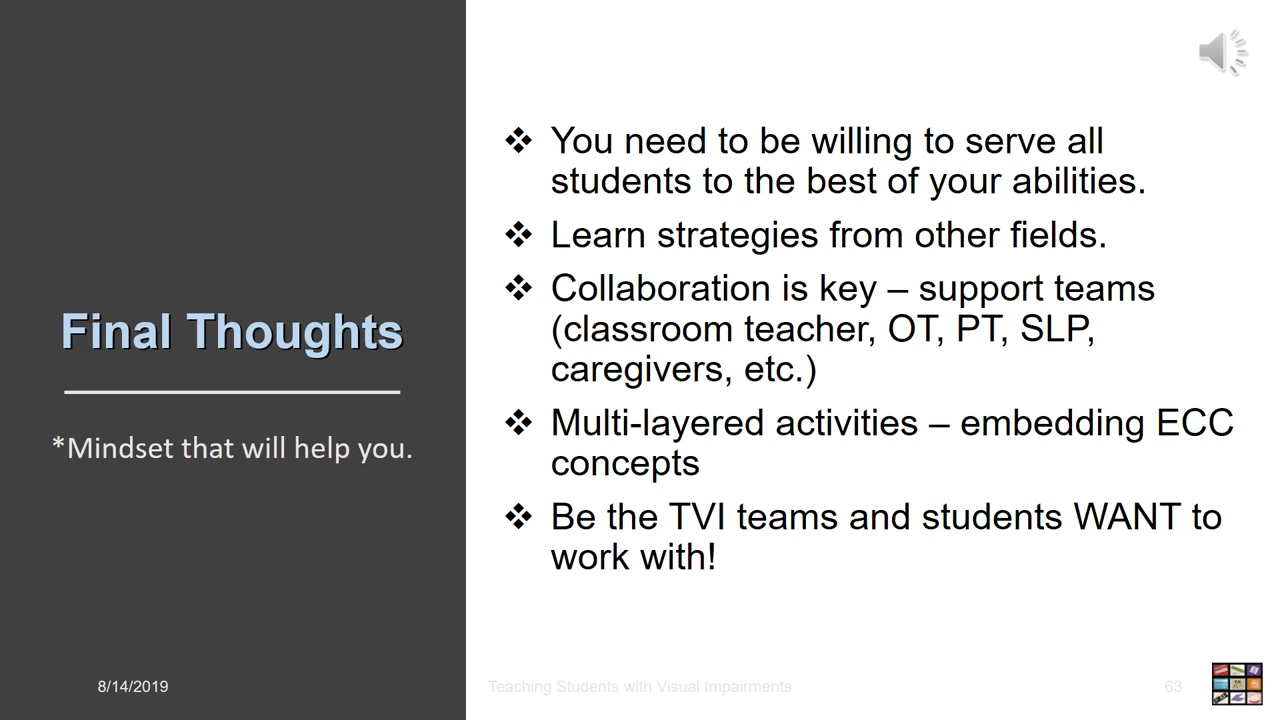 Final Thoughts
*Mindset that will help you.
❖ You need to be willing to serve all
students to the best of your abilities.
❖ Learn strategies from other fields.
❖ Collaboration is key – support teams
(classroom teacher, OT, PT, SLP,
caregivers, etc.)
❖ Multi-layered activities – embedding ECC
concepts
❖ Be the TVI teams and students WANT to
work with!
8/14/2019
Teaching Students with Visual Impairments
63